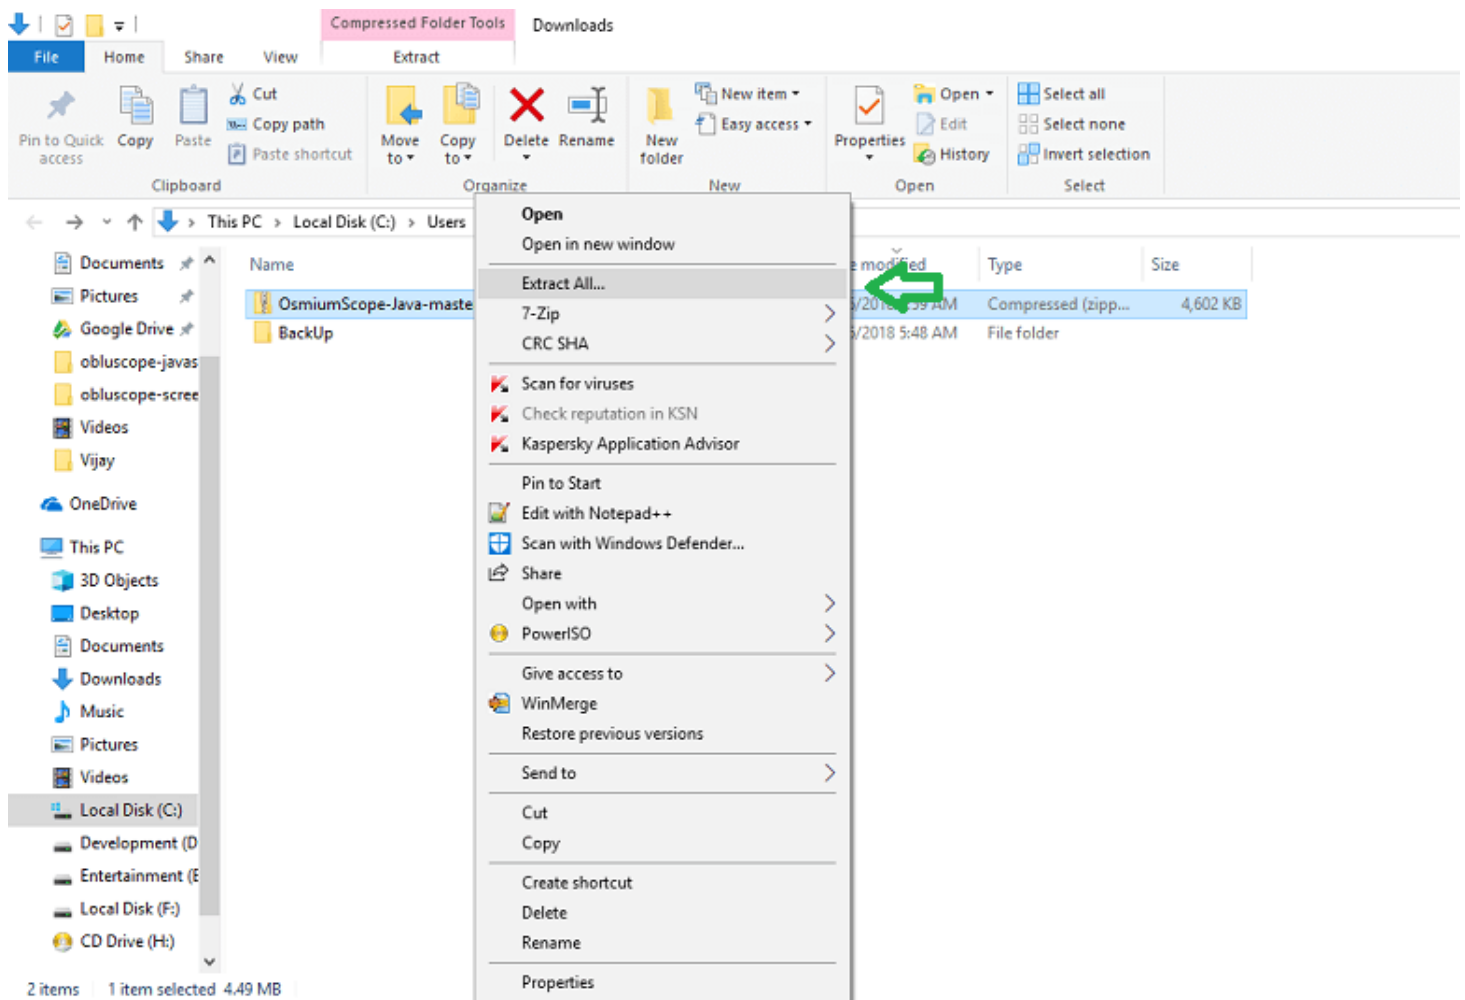 Compressed Folder Tools
Downloads
File
Home
Share
View
Extract
Pin to Quick access
Copy
Paste
Cut
Copy path
Paste shortcut
Clipboard
Move to
Copy to
Delete
Rename
Organize
New folder
New item
Easy access
New
Properties
Open
Edit
History
Open
Select all
Select none
Invert selection
Select
This PC > Local Disk (C:) > Users
Documents
Pictures
Google Drive
obluscope-javas
obluscope-scree
Videos
Vijay
OneDrive
This PC
3D Objects
Desktop
Documents
Downloads
Music
Pictures
Videos
Local Disk (C:)
Development (D
Entertainment (E
Local Disk (F:)
CD Drive (H:)
Name
e modified
Type
Size
OsmiumScope-Java-maste
AM
Compressed (zipp...
4,602 KB
BackUp
/2018 5:48 AM
File folder
Open
Open in new window
Extract All...
7-Zip
CRC SHA
Scan for viruses
Check reputation in KSN
Kaspersky Application Advisor
Pin to Start
Edit with Notepad++
Scan with Windows Defender...
Share
Open with
PowerISO
Give access to
WinMerge
Restore previous versions
Send to
Cut
Copy
Create shortcut
Delete
Rename
Properties
2 items
1 item selected 4.49 MB